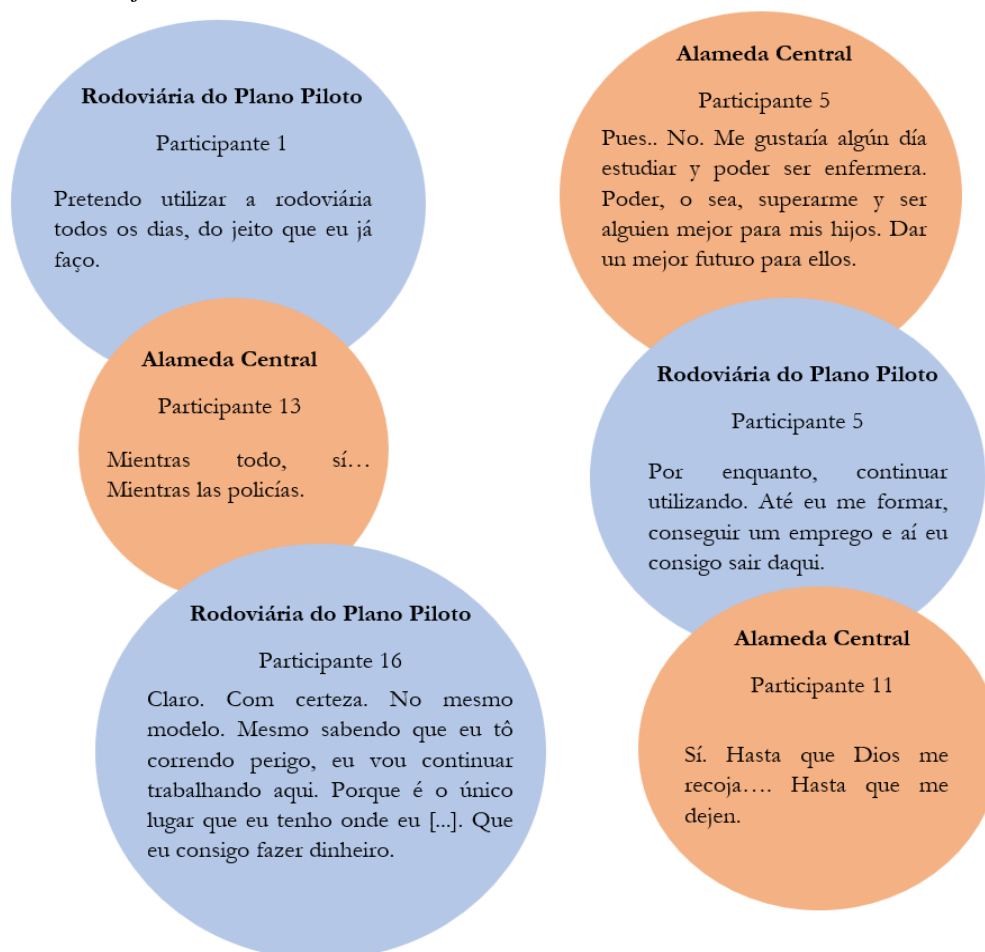 Rodoviária do Plano Piloto
Participante 1
Pretendo utilizar a rodoviária
todos os dias, do jeito que eu já
faço.
Alameda Central
Participante 13
Mientras todo, sí…
Mientras las policías.
Rodoviária do Plano Piloto
Participante 16
Claro. Com certeza. No mesmo
modelo. Mesmo sabendo que eu tô
correndo perigo, eu vou continuar
trabalhando aqui. Porque é o único
lugar que eu tenho onde eu [...]. Que
eu consigo fazer dinheiro.
Alameda Central
Participante 5
Pues.. No. Me gustaría algún día
estudiar y poder ser enfermera.
Poder, o sea, superarme y ser
alguien mejor para mis hijos. Dar
un mejor futuro para ellos.
Rodoviária do Plano Piloto
Participante 5
Por enquanto, continuar
utilizando. Até eu me formar,
conseguir um emprego e aí eu
consigo sair daqui.
Alameda Central
Participante 11
Sí. Hasta que Dios me
recoja…. Hasta que me
dejen.